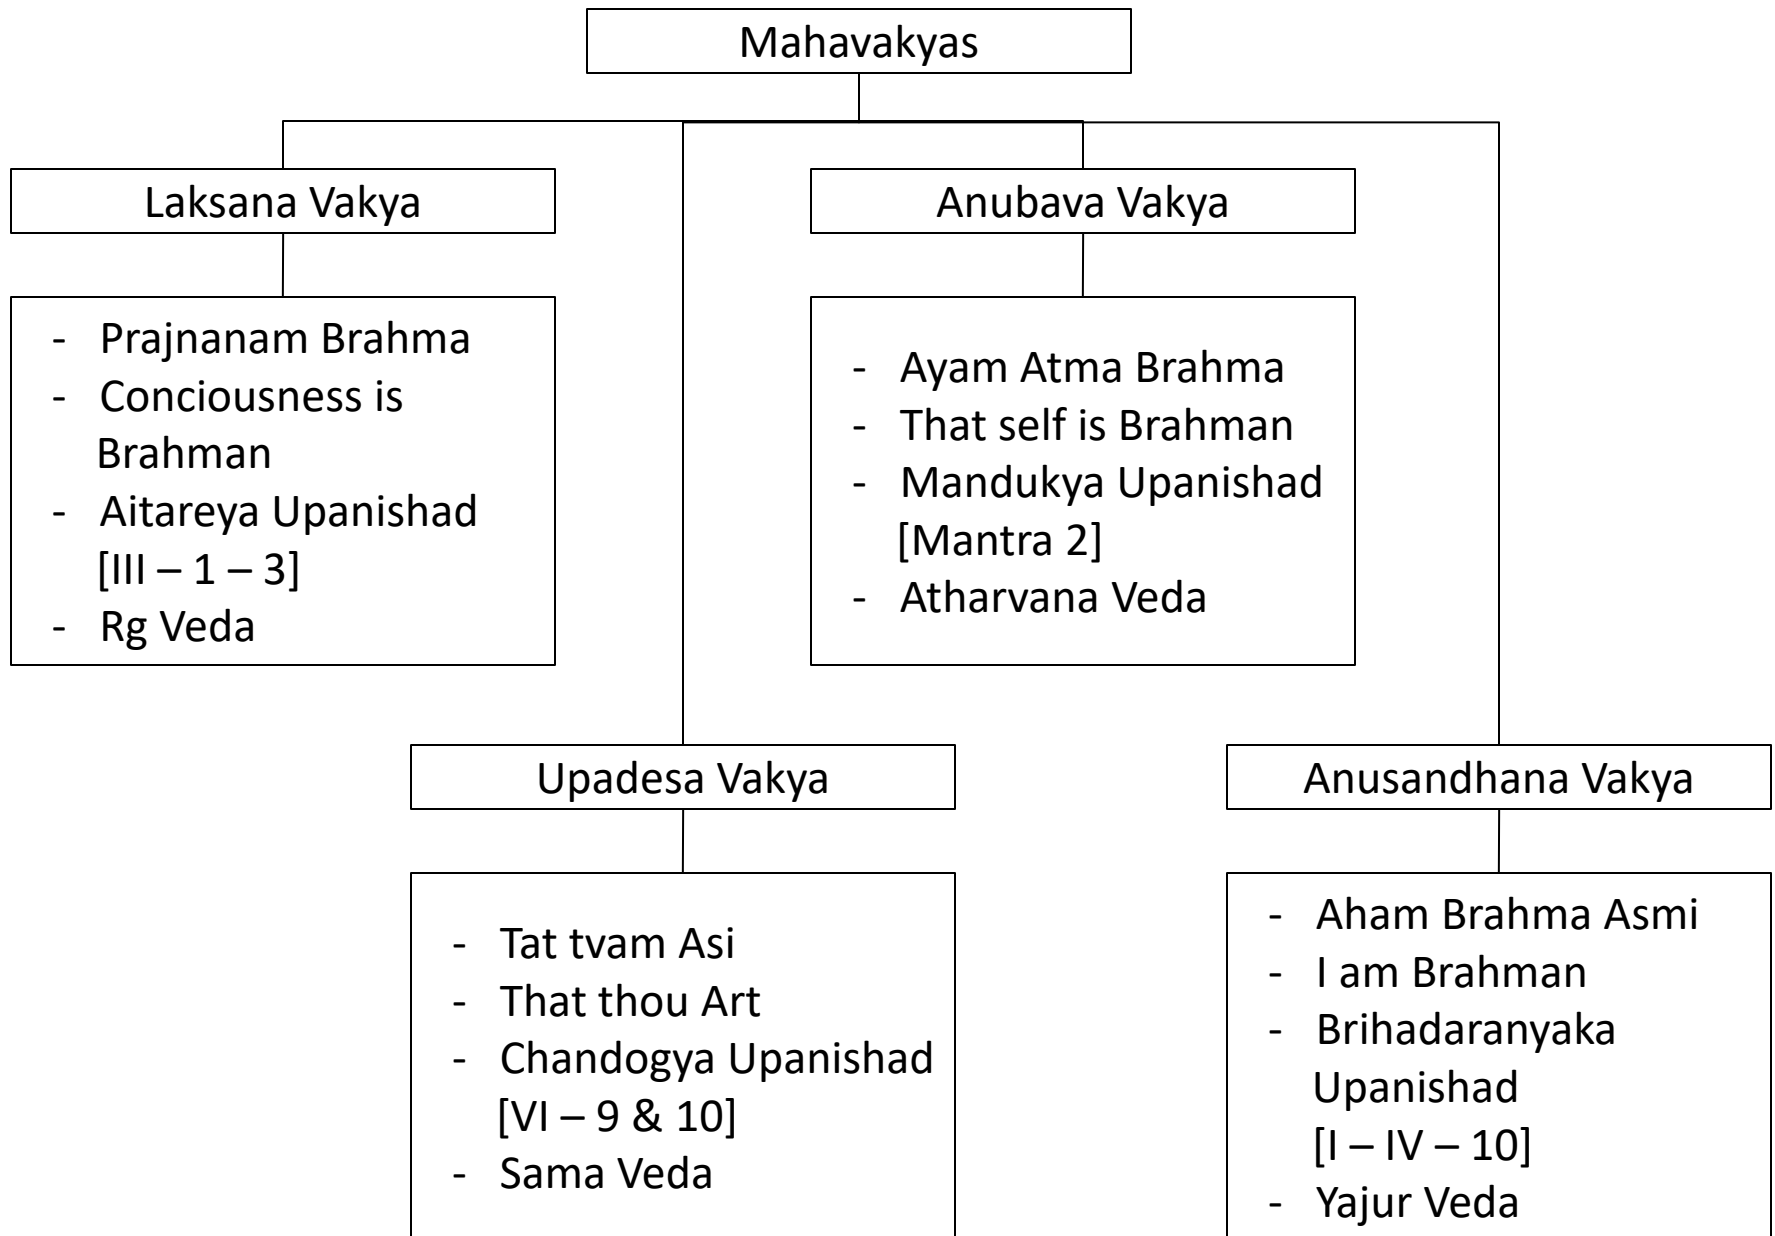 Mahavakyas
Laksana Vakya
- Prajnanam Brahma
- Conciousness is
Brahman
- Aitareya Upanishad
[III – 1 – 3]
- Rg Veda
Anubava Vakya
- Ayam Atma Brahma
- That self is Brahman
- Mandukya Upanishad
[Mantra 2]
- Atharvana Veda
Upadesa Vakya
- Tat tvam Asi
- That thou Art
- Chandogya Upanishad
[VI – 9 & 10]
- Sama Veda
Anusandhana Vakya
- Aham Brahma Asmi
- I am Brahman
- Brihadaranyaka
Upanishad
[I – IV – 10]
- Yajur Veda